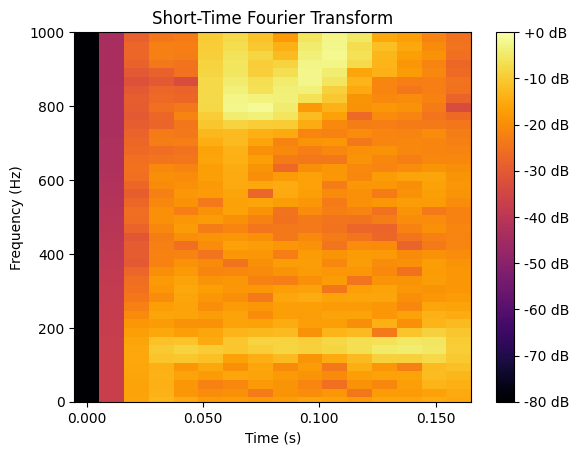 Short-Time Fourier Transform
Frequency (Hz)
1000
800
600
400
200
0
0.000
0.050
0.100
0.150
Time (s)
+0 dB
-10 dB
-20 dB
-30 dB
-40 dB
-50 dB
-60 dB
-70 dB
-80 dB